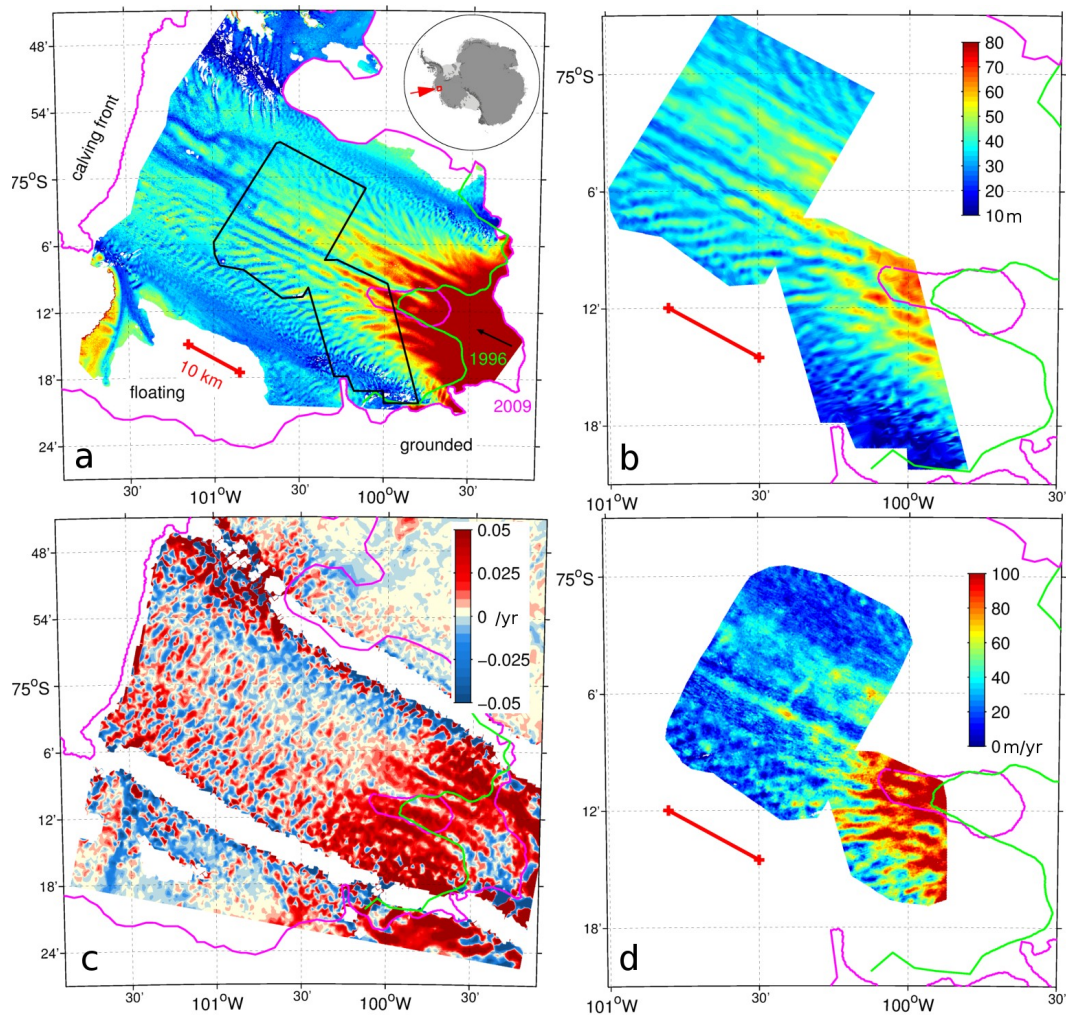 48'
54'
75°S
6'
12'
18'
24'
calving front
floating
10 km
1996
2009
grounded
a
30'
101°W
30'
100°W
30'
75°S
6'
12'
18'
80
70
60
50
40
30
20
10 m
b
101°W
30'
100°W
30'
48'
54'
75°S
6'
12'
18'
24'
0.05
0.025
0 /yr
−0.025
−0.05
c
30'
101°W
30'
100°W
30'
75°S
6'
12'
18'
100
80
60
40
20
0 m/yr
d
101°W
30'
100°W
30'